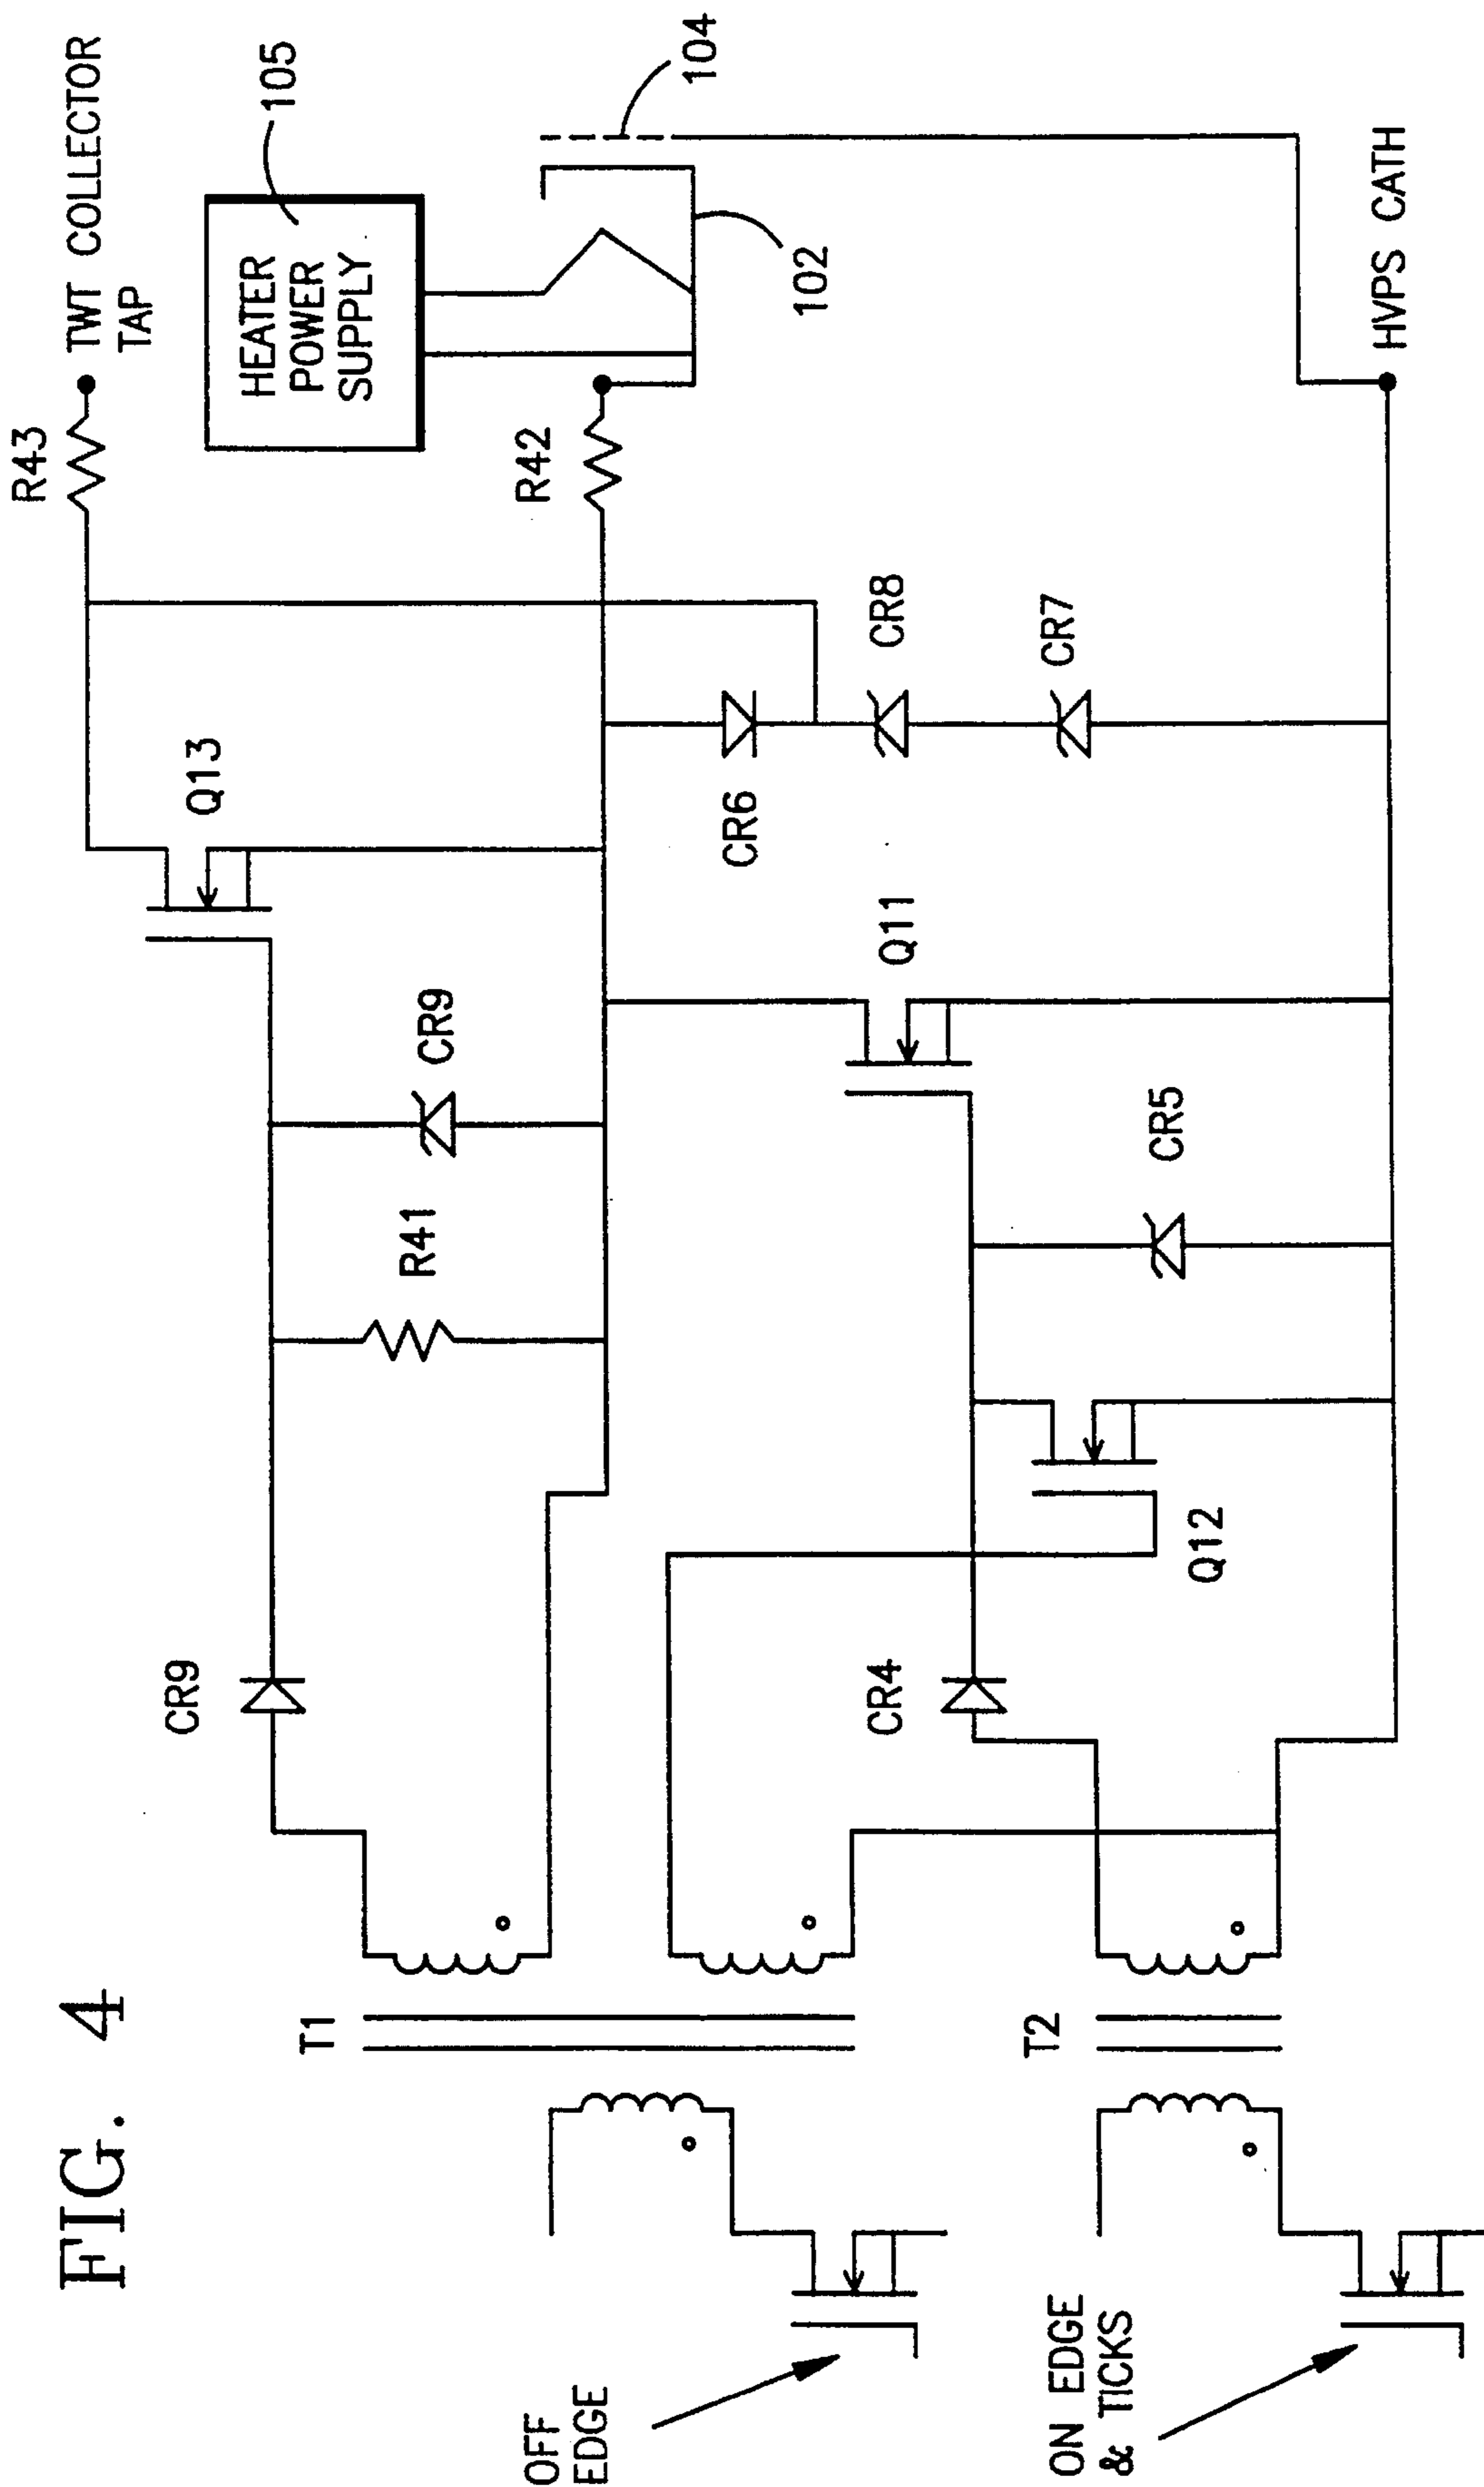 FIG. 4
OFF
EDGE
ON EDGE
& TICKS
T1
T2
CR9
CR4
Q12
R41
CR9
CR5
Q11
Q13
CR6
CR8
CR7
R43
R42
TWT COLLECTOR
TAP
HEATER
POWER
SUPPLY
105
102
104
HVPS CATH